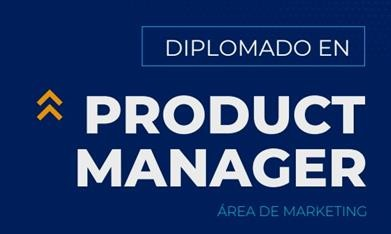 DIPLOMADO EN
PRODUCT
MANAGER
ÁREA DE MARKETING